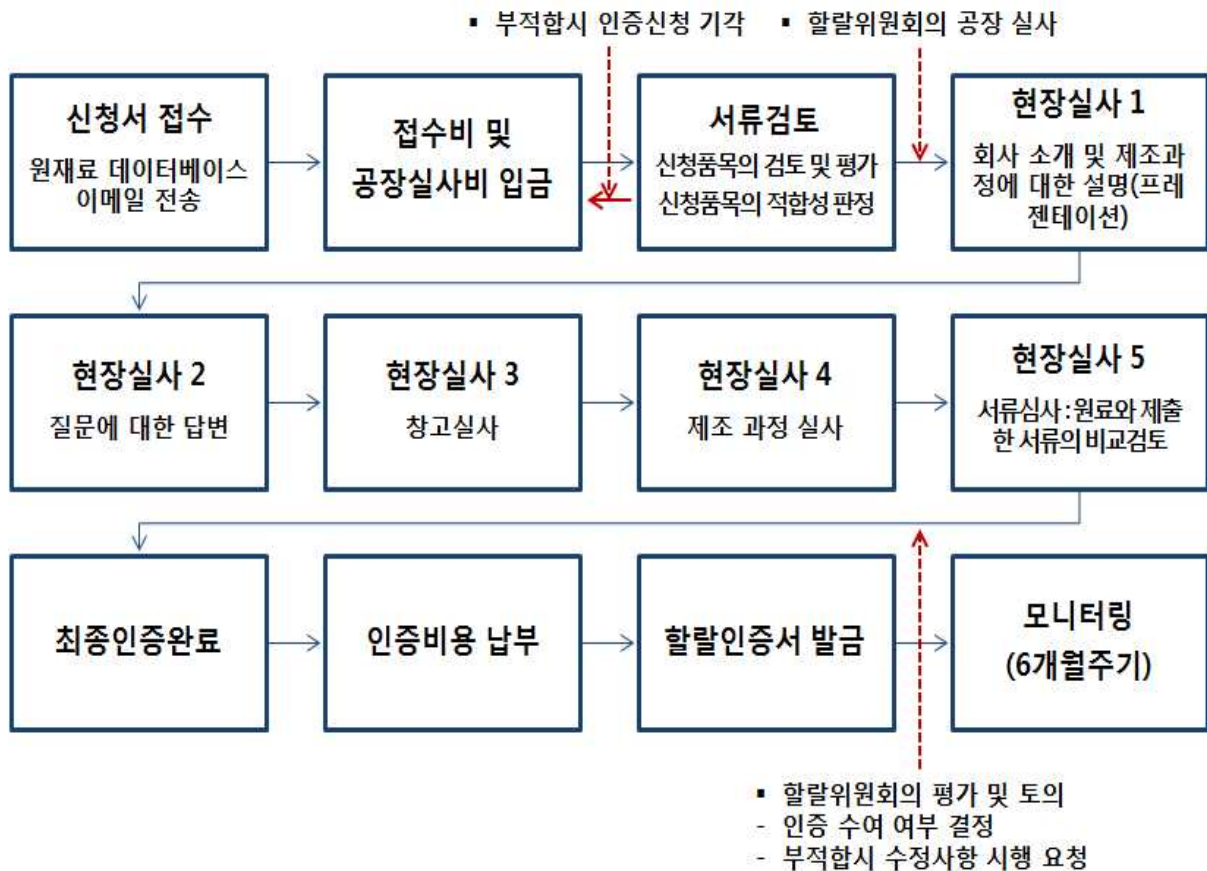 ▪ 부적합시 인증신청 기각
▪ 할랄위원회의 공장 실사
신청서 접수
원재료 데이터베이스
이메일 전송
접수비 및
공장실사비 입금
서류검토
신청품목의 검토 및 평가
신청품목의 적합성 판정
현장실사 1
회사 소개 및 제조과
정에 대한 설명(프레
젠테이션)
현장실사 2
질문에 대한 답변
현장실사 3
창고실사
현장실사 4
제조 과정 실사
현장실사 5
서류심사 : 원료와 제출
한 서류의 비교검토
최종인증완료
인증비용 납부
할랄인증서 발금
모니터링
(6개월주기)
▪ 할랄위원회의 평가 및 토의
- 인증 수여 여부 결정
- 부적합시 수정사항 시행 요청